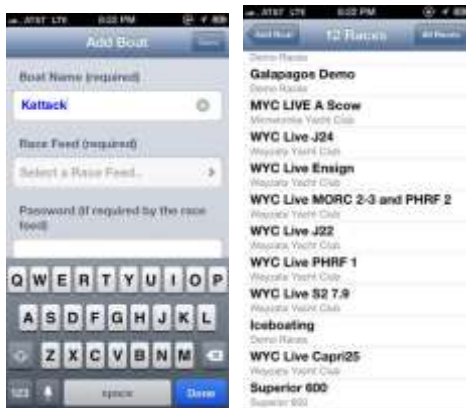 AT&T LTE 8:22 PM
Add Boat
Boat Name (required)
Kattack
Race Feed (required)
Select a Race Feed...
Password (if required by the race
feed)
Q W E R T Y U I O P
A S D F G H J K L
Z X C V B N M
123 space Done
AT&T LTE 8:22 PM
Add Boat 12 Races All Races
Demo Races
Galapagos Demo
Demo Races
MYC LIVE A Scow
Minnetonka Yacht Club
WYC Live J24
Wayzata Yacht Club
WYC Live Ensign
Wayzata Yacht Club
WYC Live MORC 2-3 and PHRF 2
Wayzata Yacht Club
WYC Live J22
Wayzata Yacht Club
WYC Live PHRF 1
Wayzata Yacht Club
WYC Live S2 7.9
Wayzata Yacht Club
Iceboating
Demo Races
WYC Live Capri25
Wayzata Yacht Club
Superior 600
Superior 600